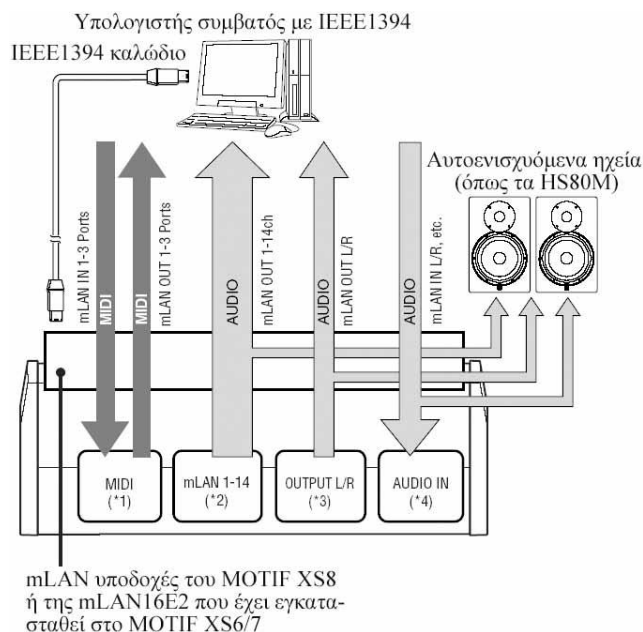 Υπολογιστής συμβατός με IEEE1394
IEEE1394 καλώδιο
Αυτοενισχυόμενα ηχεία
(όπως τα HS80M)
mLAN IN 1-3 Ports
MIDI
MIDI
mLAN OUT 1-3 Ports
AUDIO
mLAN OUT 1-14ch
AUDIO
mLAN OUT L/R
AUDIO
mLAN IN L/R, etc.
MIDI
(*1)
mLAN 1-14
(*2)
OUTPUT L/R
(*3)
AUDIO IN
(*4)
mLAN υποδοχές του MOTIF XS8
ή της mLAN16E2 που έχει εγκατα-
σταθεί στο MOTIF XS6/7